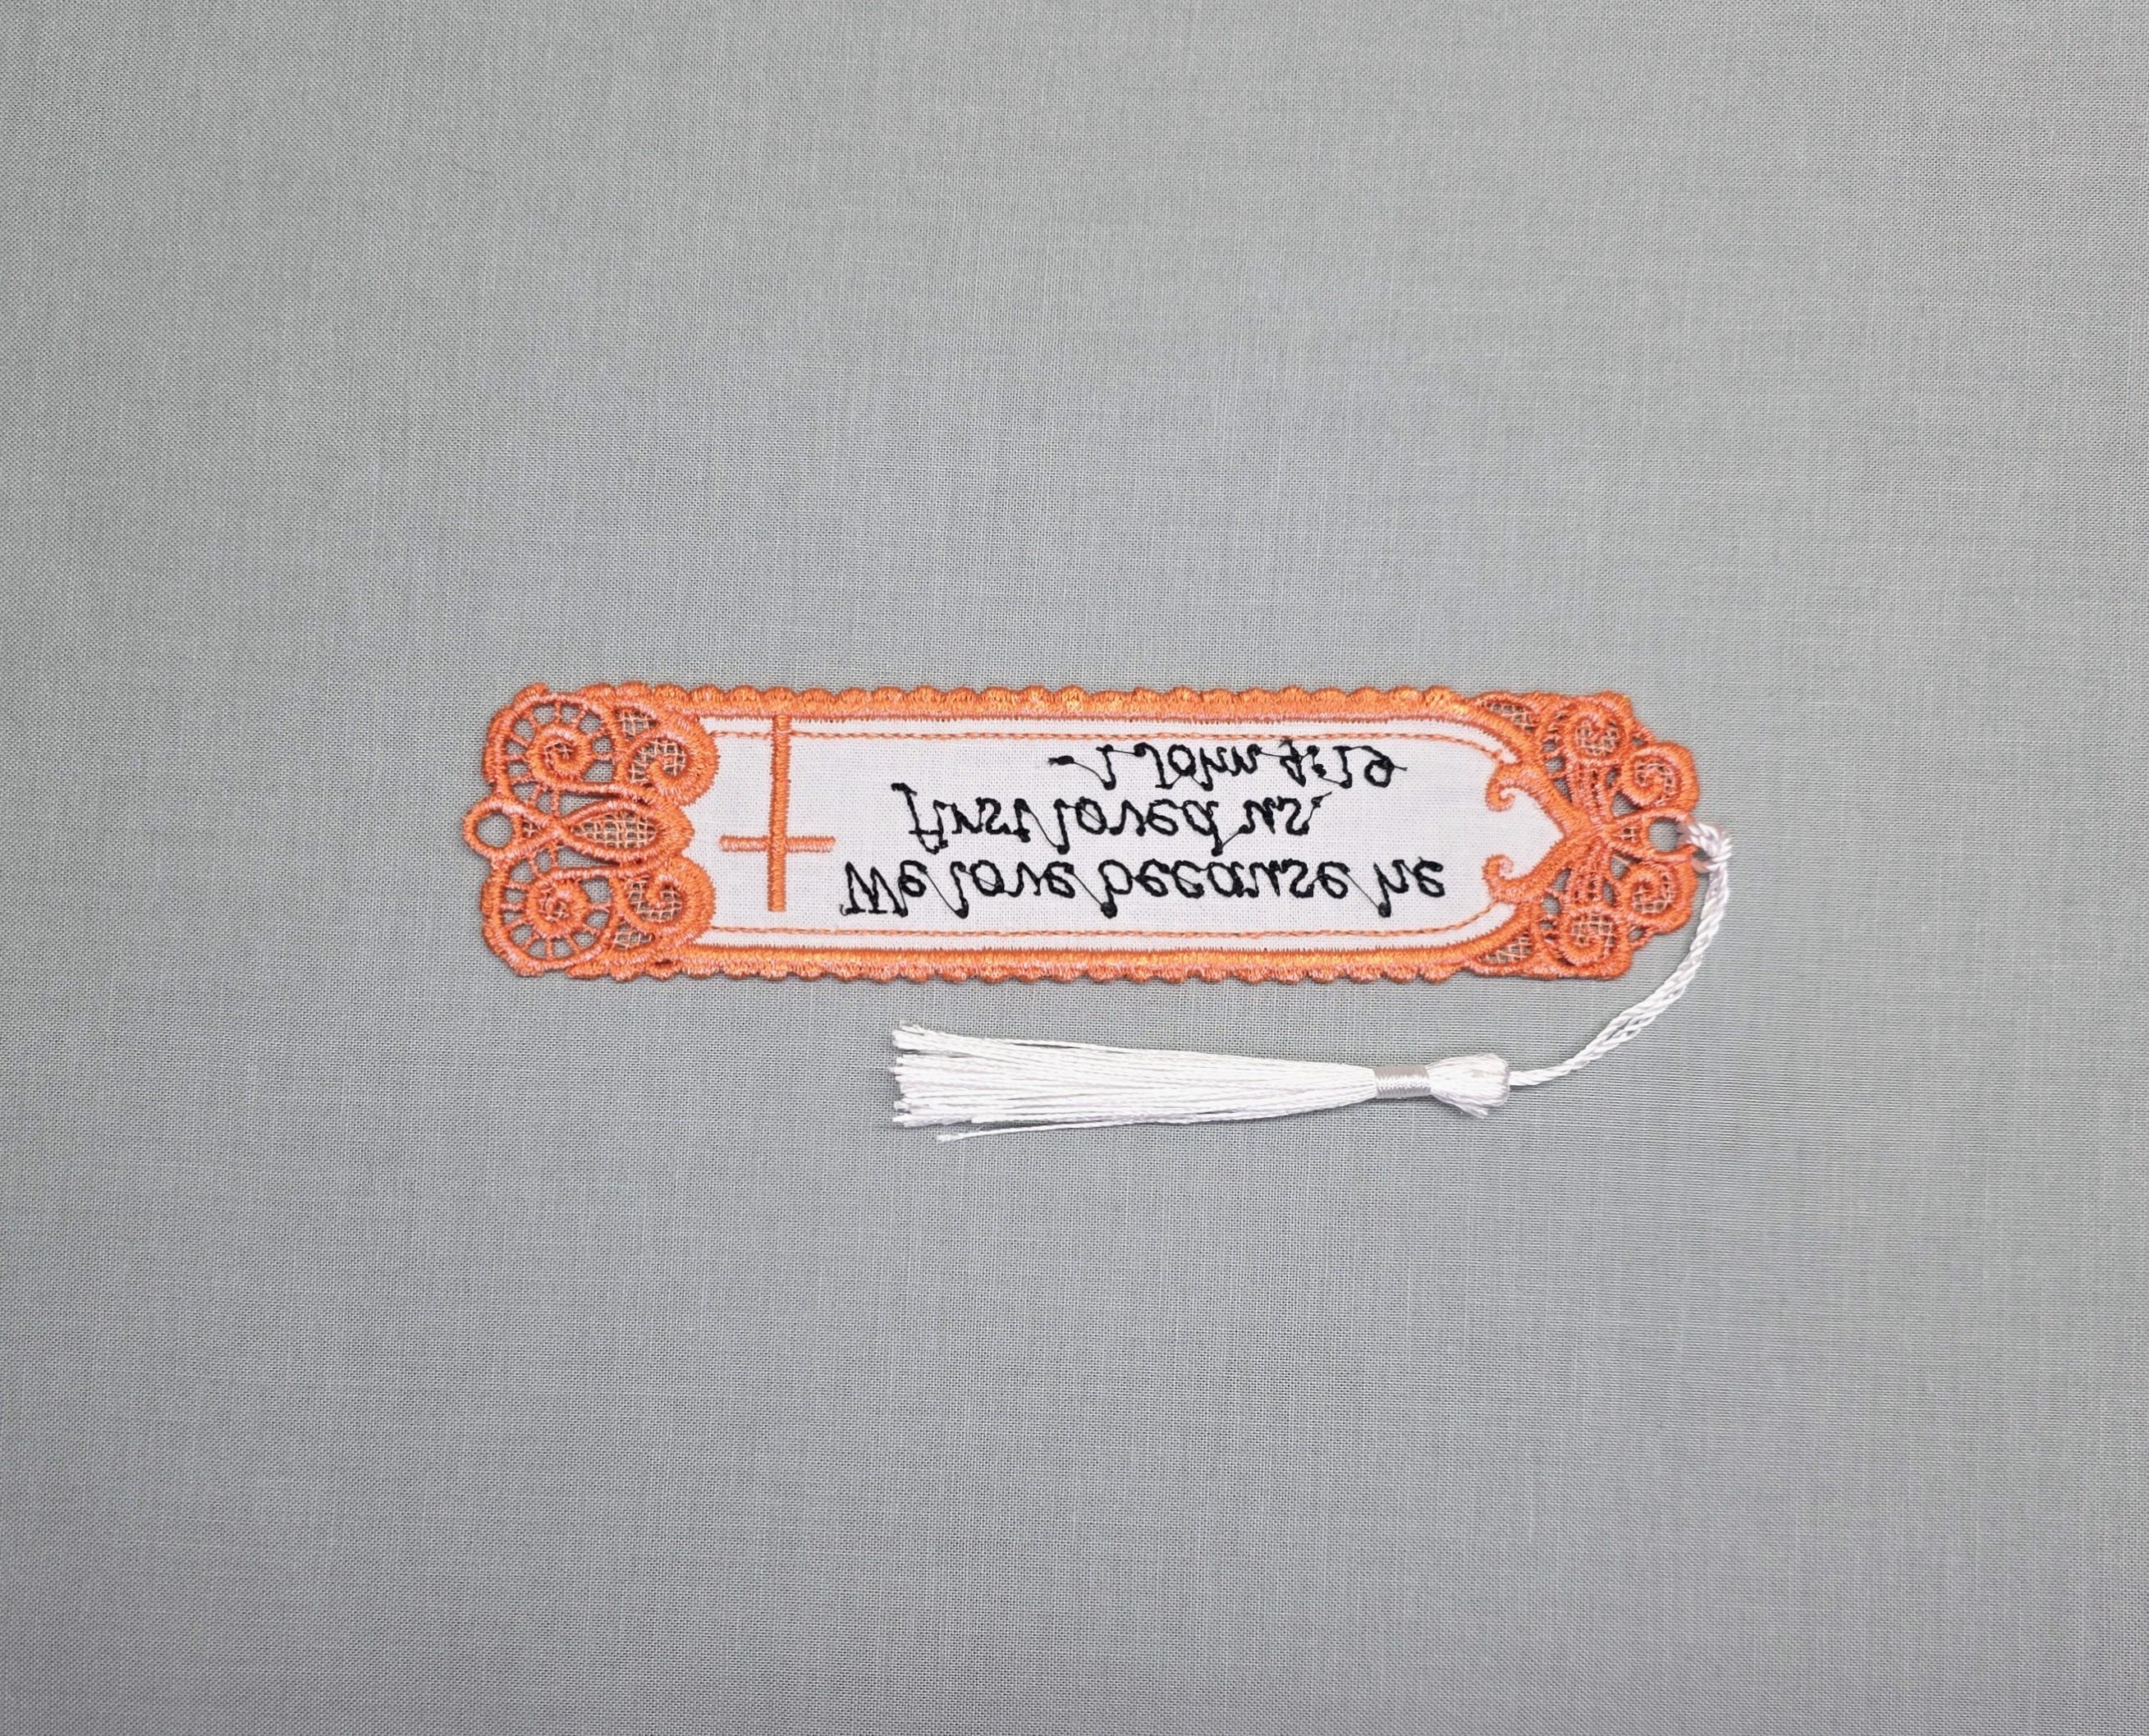 We love because he
first loved us.
- 1 John 4:19